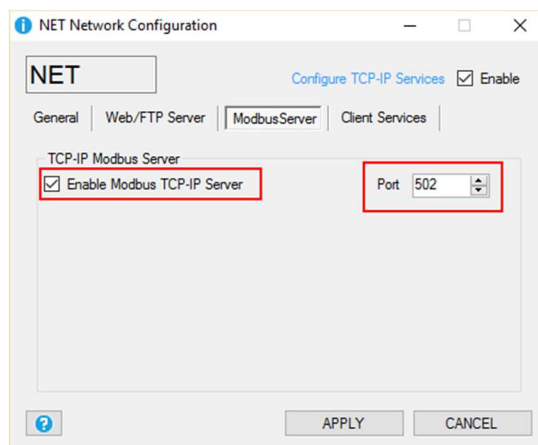 NET Network Configuration
NET
Configure TCP-IP Services Enable
General Web/FTP Server ModbusServer Client Services
TCP-IP Modbus Server
Enable Modbus TCP-IP Server Port 502
APPLY CANCEL